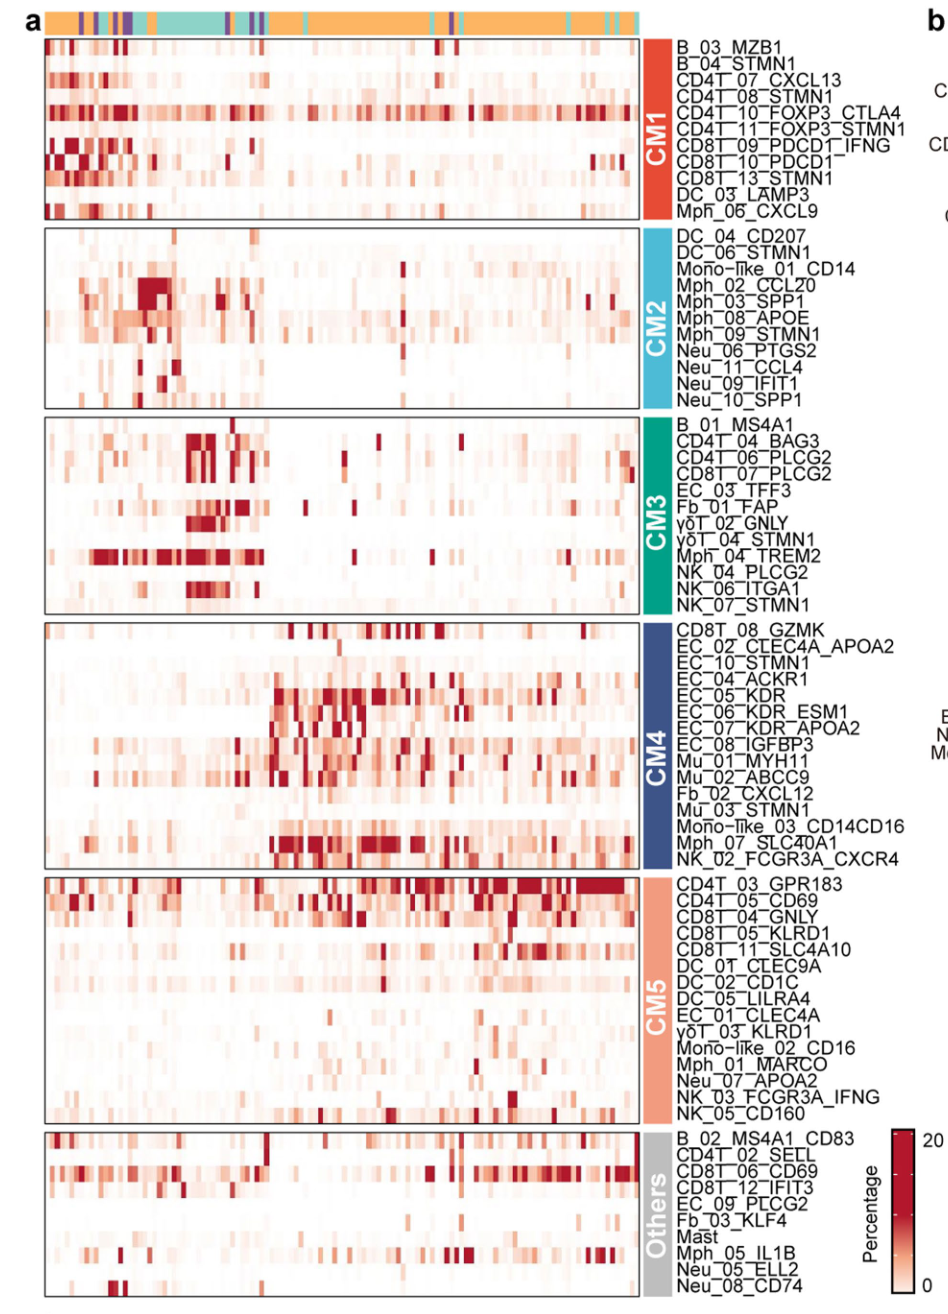 a
b
B_03_MZB1
B_04_STMN1
CD4T_07_CXCL13
CD4T_08_STMN1
CD4T_10_FOXP3_CTLA4
CD4T_11_FOXP3_STMN1
CD8T_09_PDCD1_IFNG
CD8T_10_PDCD1
CD8T_13_STMN1
DC_03_LAMP3
Mph_06_CXCL9
CM1
DC_04_CD207
DC_06_STMN1
Mono-like_01_CD14
Mph_02_CCL20
Mph_03_SPP1
Mph_08_APOE
Mph_09_STMN1
Neu_06_PTGS2
Neu_11_CCL4
Neu_09_IFIT1
Neu_10_SPP1
CM2
B_01_MS4A1
CD4T_04_BAG3
CD4T_06_PLCG2
CD8T_07_PLCG2
EC_03_TFF3
Fb_01_FAP
γδT_02_GNLY
γδT_04_STMN1
Mph_04_TREM2
NK_04_PLCG2
NK_06_ITGA1
NK_07_STMN1
CM3
CD8T_08_GZMK
EC_02_CLEC4A_APOA2
EC_10_STMN1
EC_04_ACKR1
EC_05_KDR
EC_06_KDR_ESM1
EC_07_KDR_APOA2
EC_08_IGFBP3
Mu_01_MYH11
Mu_02_ABCC9
Fb_02_CXCL12
Mu_03_STMN1
Mono-like_03_CD14CD16
Mph_07_SLC40A1
NK_02_FCGR3A_CXCR4
CM4
CD4T_03_GPR183
CD4T_05_CD69
CD8T_04_GNLY
CD8T_05_KLRD1
CD8T_11_SLC4A10
DC_01_CLEC9A
DC_02_CD1C
DC_05_LILRA4
EC_01_CLEC4A
γδT_03_KLRD1
Mono-like_02_CD16
Mph_01_MARCO
Neu_07_APOA2
NK_03_FCGR3A_IFNG
NK_05_CD160
CM5
B_02_MS4A1_CD83
CD4T_02_SELL
CD8T_06_CD69
CD8T_12_IFIT3
EC_09_PLCG2
Fb_03_KLF4
Mast
Mph_05_IL1B
Neu_05_ELL2
Neu_08_CD74
Others
Percentage
20
0